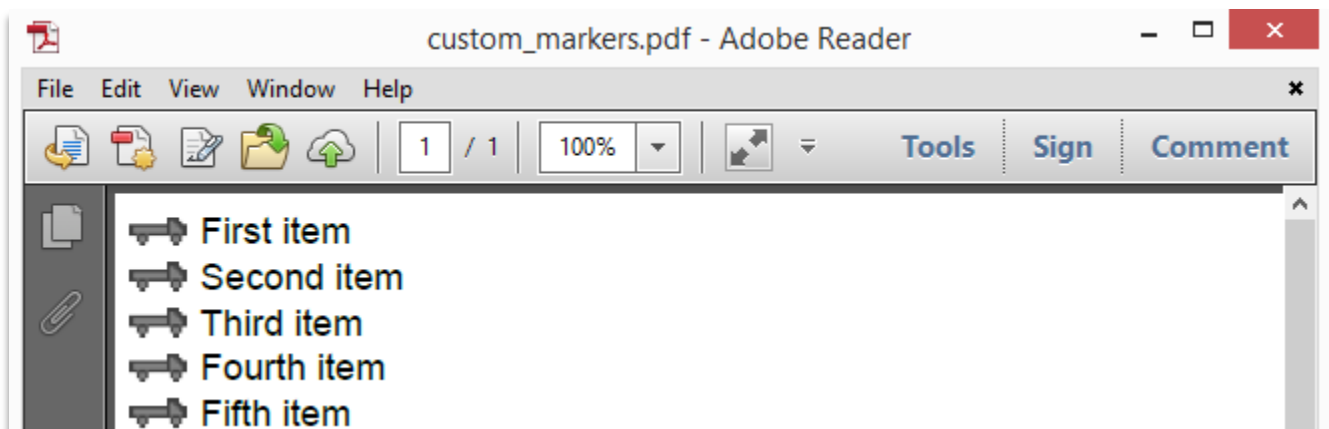 custom_markers.pdf - Adobe Reader
File Edit View Window Help
1 / 1 100% Tools Sign Comment
First item
Second item
Third item
Fourth item
Fifth item